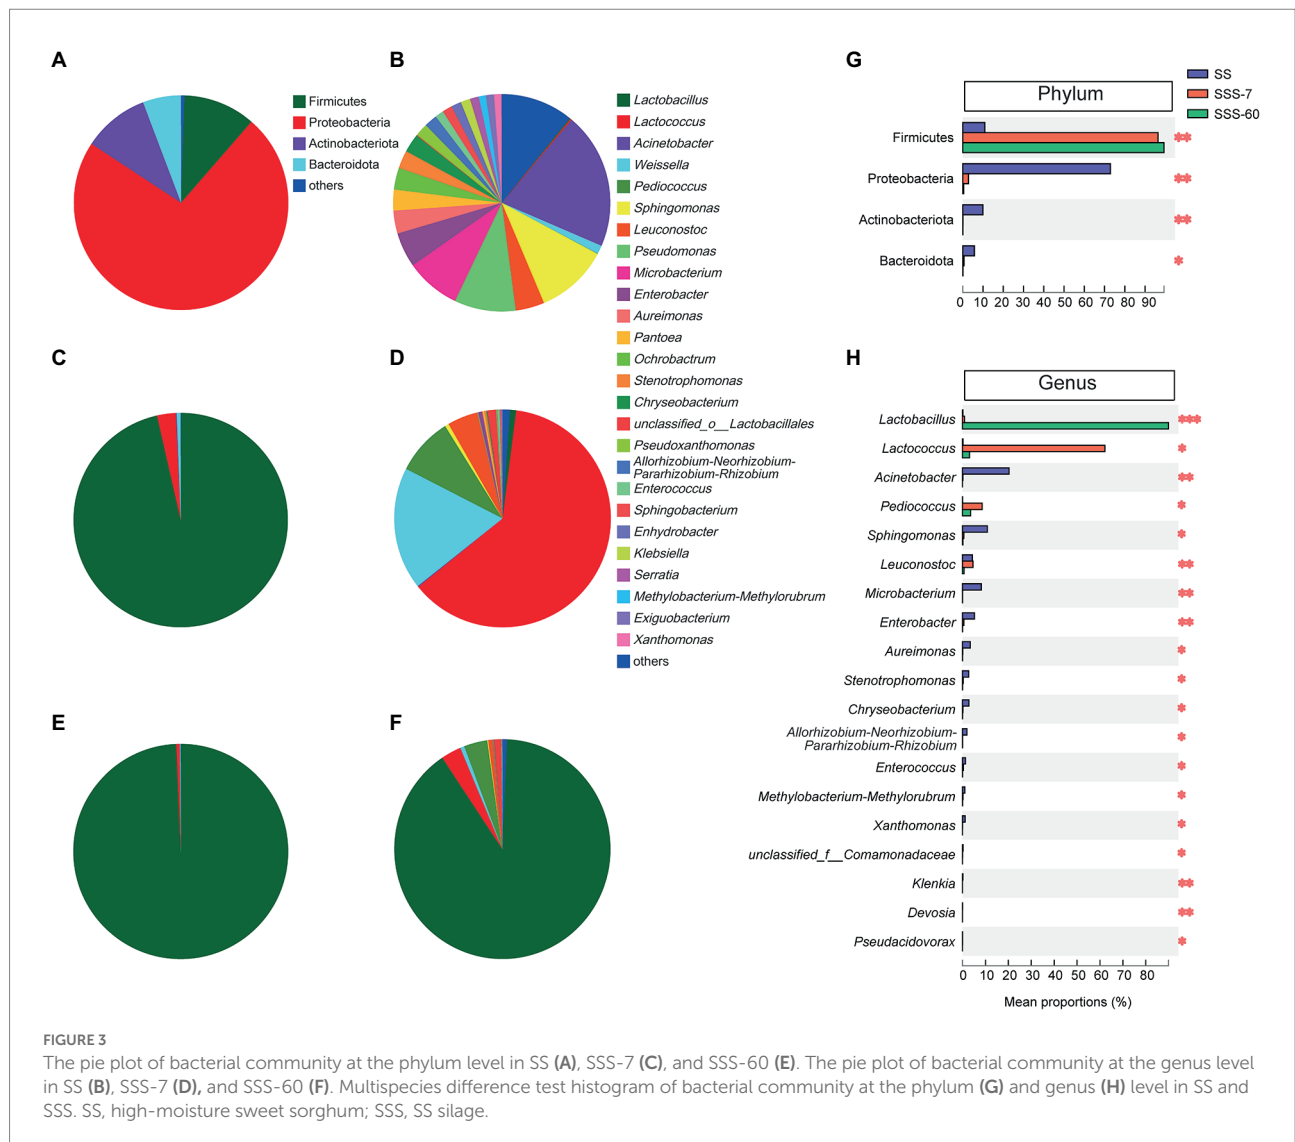 A
B
G
Firmicutes
Proteobacteria
Actinobacteriota
Bacteroidota
others
Lactobacillus
Lactococcus
Acinetobacter
Weissella
Pediococcus
Sphingomonas
Leuconostoc
Pseudomonas
Microbacterium
Enterobacter
Aureimonas
Pantoea
Ochrobactrum
Stenotrophomonas
Chryseobacterium
unclassified_o__Lactobacillales
Pseudoxanthomonas
Allorhizobium-Neorhizobium-
Pararhizobium-Rhizobium
Enterococcus
Sphingobacterium
Enhydrobacter
Klebsiella
Serratia
Methylobacterium-Methylorubrum
Exiguobacterium
Xanthomonas
others
SS
SSS-7
SSS-60
Phylum
Firmicutes
Proteobacteria
Actinobacteriota
Bacteroidota
0 10 20 30 40 50 60 70 80 90
C
D
H
Genus
Lactobacillus
Lactococcus
Acinetobacter
Pediococcus
Sphingomonas
Leuconostoc
Microbacterium
Enterobacter
Aureimonas
Stenotrophomonas
Chryseobacterium
Allorhizobium-Neorhizobium-
Pararhizobium-Rhizobium
Enterococcus
Methylobacterium-Methylorubrum
Xanthomonas
unclassified_f__Comamonadaceae
Klenkia
Devosia
Pseudacidovorax
0 10 20 30 40 50 60 70 80
Mean proportions (%)
E
F
FIGURE 3
The pie plot of bacterial community at the phylum level in SS (A), SSS-7 (C), and SSS-60 (E). The pie plot of bacterial community at the genus level
in SS (B), SSS-7 (D), and SSS-60 (F). Multispecies difference test histogram of bacterial community at the phylum (G) and genus (H) level in SS and
SSS. SS, high-moisture sweet sorghum; SSS, SS silage.